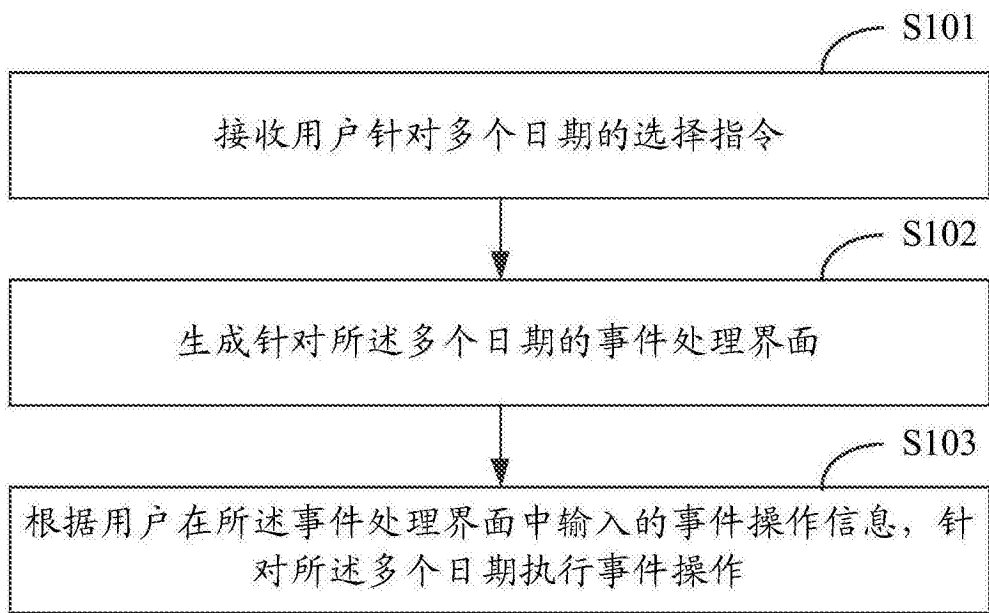 S101
接收用户针对多个日期的选择指令
S102
生成针对所述多个日期的事件处理界面
S103
根据用户在所述事件处理界面中输入的事件操作信息，针
对所述多个日期执行事件操作